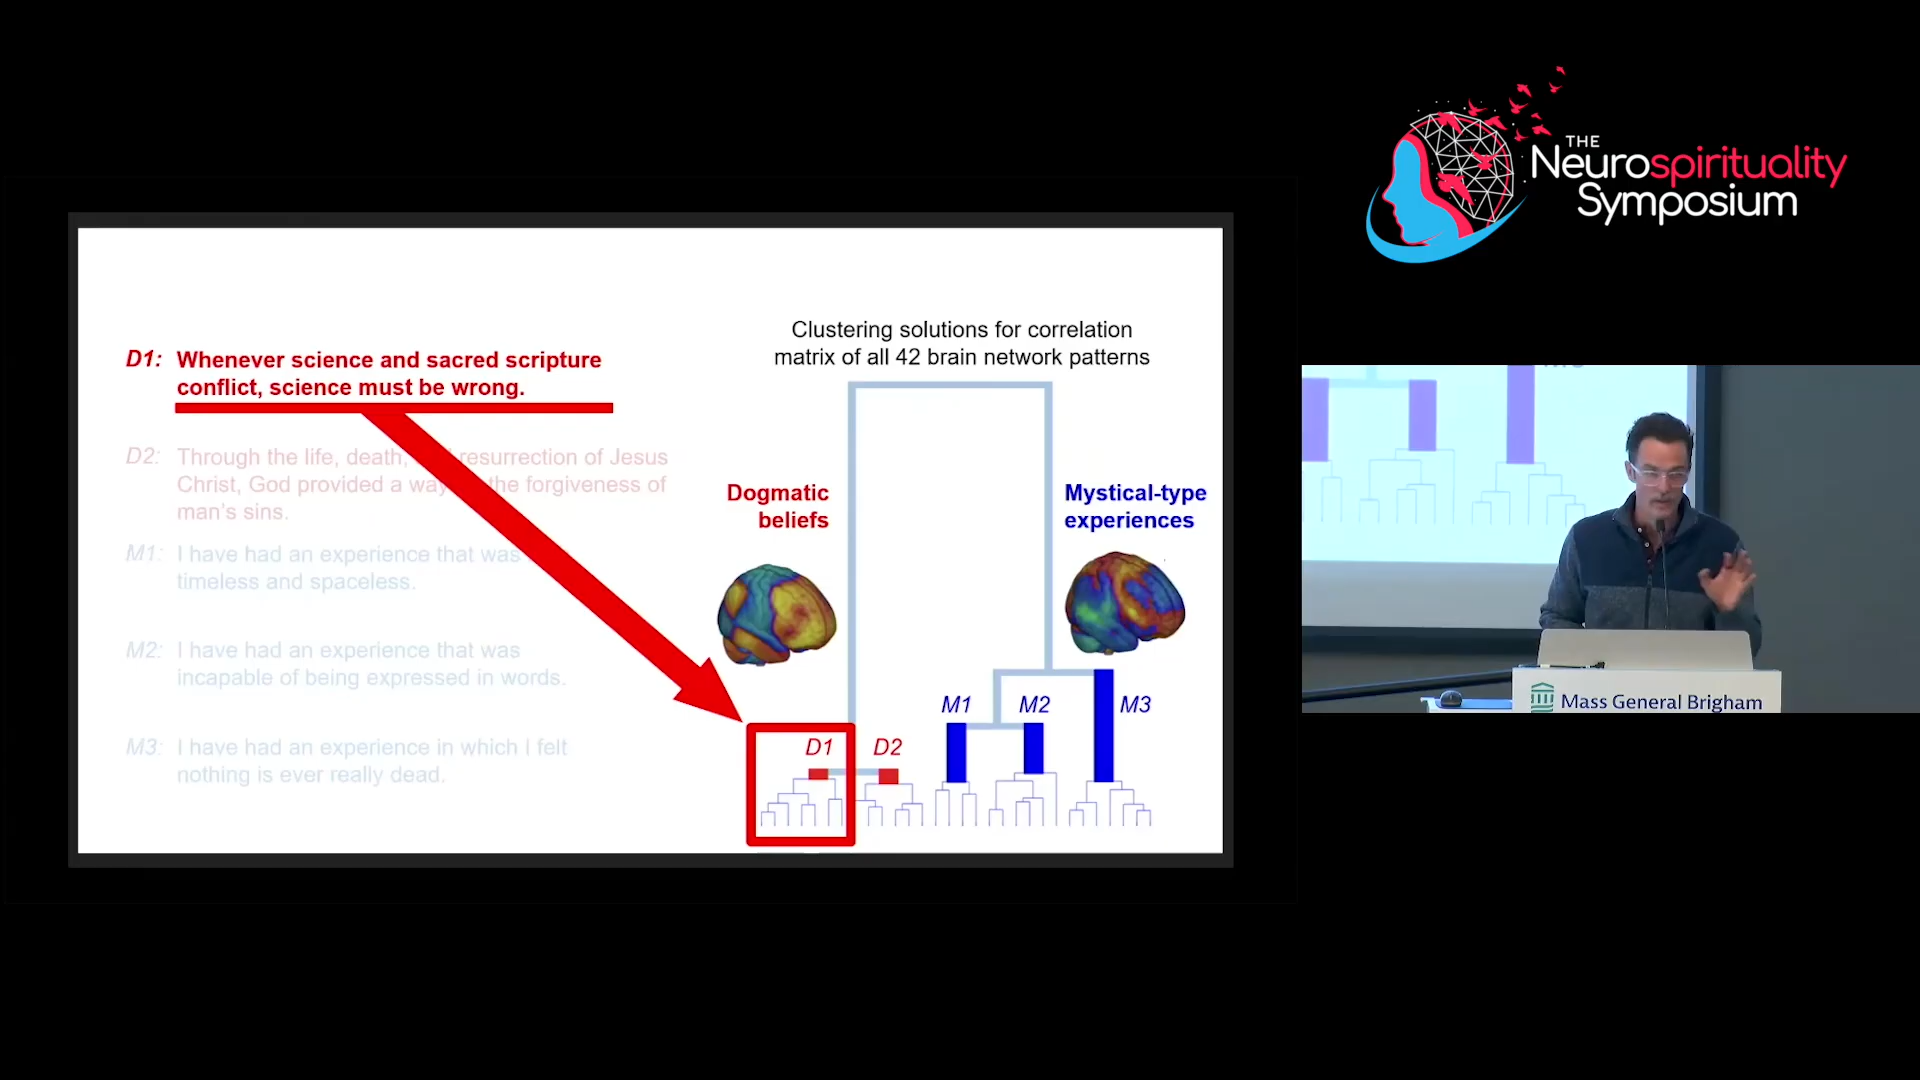 THE
Neurospirituality
Symposium
Clustering solutions for correlation
matrix of all 42 brain network patterns
D1: Whenever science and sacred scripture
conflict, science must be wrong.
D2: Through the life, death, resurrection of Jesus
Christ, God provided a way the forgiveness of
man's sins.
M1: I have had an experience that was
timeless and spaceless.
M2: I have had an experience that was
incapable of being expressed in words.
M3: I have had an experience in which I felt
nothing is ever really dead.
Dogmatic
beliefs
Mystical-type
experiences
M1 M2 M3
D1 D2
Mass General Brigham